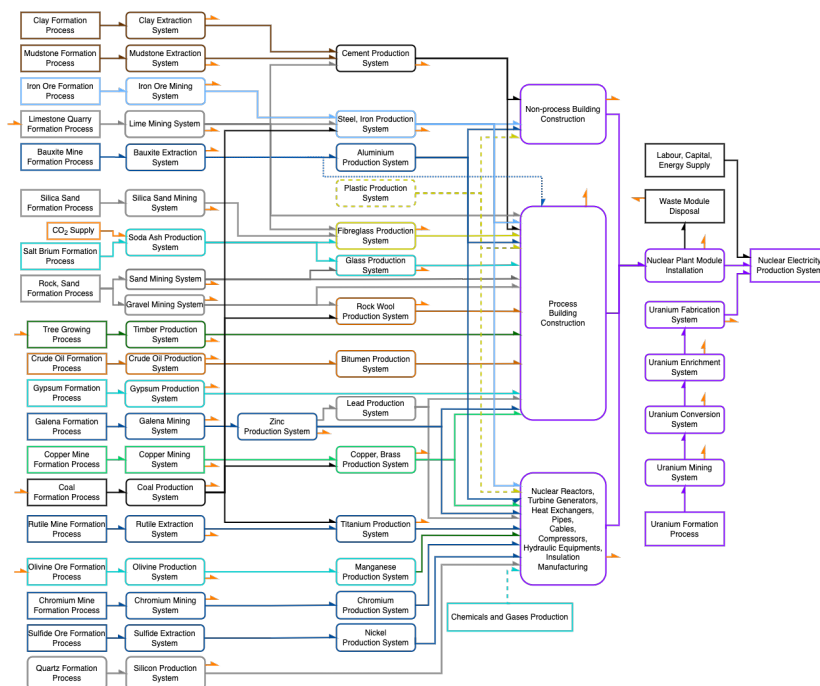 Clay Formation
Process
Clay Extraction
System
Mudstone Formation
Process
Mudstone Extraction
System
Cement Production
System
Iron Ore Formation
Process
Iron Ore Mining
System
Non-process Building
Construction
Limestone Quarry
Formation Process
Lime Mining System
Steel, Iron Production
System
Bauxite Mine
Formation Process
Bauxite Extraction
System
Aluminium
Production System
Labour, Capital,
Energy Supply
Plastic Production
System
Silica Sand
Formation Process
Silica Sand Mining
System
Waste Module
Disposal
CO2 Supply
Soda Ash Production
System
Fibreglass Production
System
Salt Brium Formation
Process
Glass Production
System
Nuclear Plant Module
Installation
Nuclear Electricity
Production System
Rock, Sand
Formation Process
Sand Mining System
Gravel Mining System
Rock Wool
Production System
Process
Building
Construction
Uranium Fabrication
System
Tree Growing
Process
Timber Production
System
Crude Oil Formation
Process
Crude Oil Production
System
Bitumen Production
System
Uranium Enrichment
System
Gypsum Formation
Process
Gypsum Production
System
Lead Production
System
Galena Formation
Process
Galena Mining
System
Zinc
Production System
Uranium Conversion
System
Copper Mine
Formation Process
Copper Mining
System
Copper, Brass
Production System
Uranium Mining
System
Coal
Formation Process
Coal Production
System
Nuclear Reactors,
Turbine Generators,
Heat Exchangers,
Pipes,
Cables,
Compressors,
Hydraulic Equipments,
Insulation
Manufacturing
Rutile Mine Formation
Process
Rutile Extraction
System
Titanium Production
System
Uranium Formation
Process
Olivine Ore Formation
Process
Olivine Production
System
Manganese
Production System
Chromium Mine
Formation Process
Chromium Mining
System
Chromium
Production System
Chemicals and Gases Production
Sulfide Ore Formation
Process
Sulfide Extraction
System
Nickel
Production System
Quartz Formation
Process
Silicon Production
System